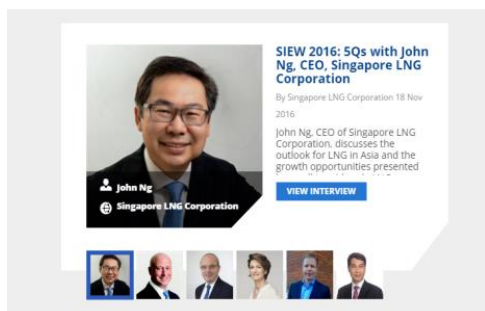 SIEW 2016: 5Qs with John
Ng, CEO, Singapore LNG
Corporation
By Singapore LNG Corporation 18 Nov
2016
John Ng, CEO of Singapore LNG
Corporation, discusses the
outlook for LNG in Asia and the
growth opportunities presented
VIEW INTERVIEW
John Ng
Singapore LNG Corporation